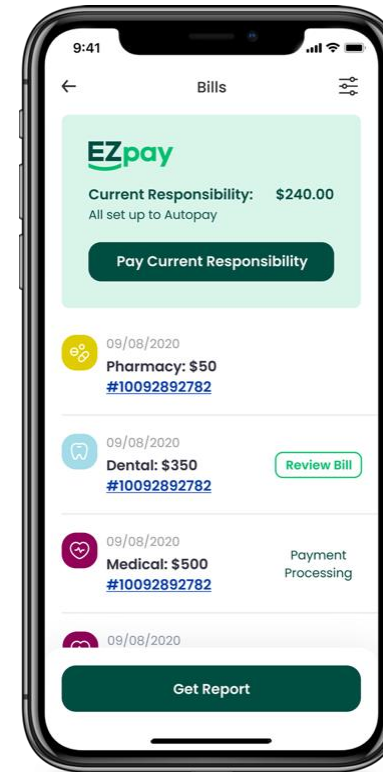 9:41
Bills
EZpay
Current Responsibility: $240.00
All set up to Autopay
Pay Current Responsibility
09/08/2020
Pharmacy: $50
#10092892782
09/08/2020
Dental: $350
#10092892782
Review Bill
09/08/2020
Medical: $500
#10092892782
Payment
Processing
09/08/2020
Get Report